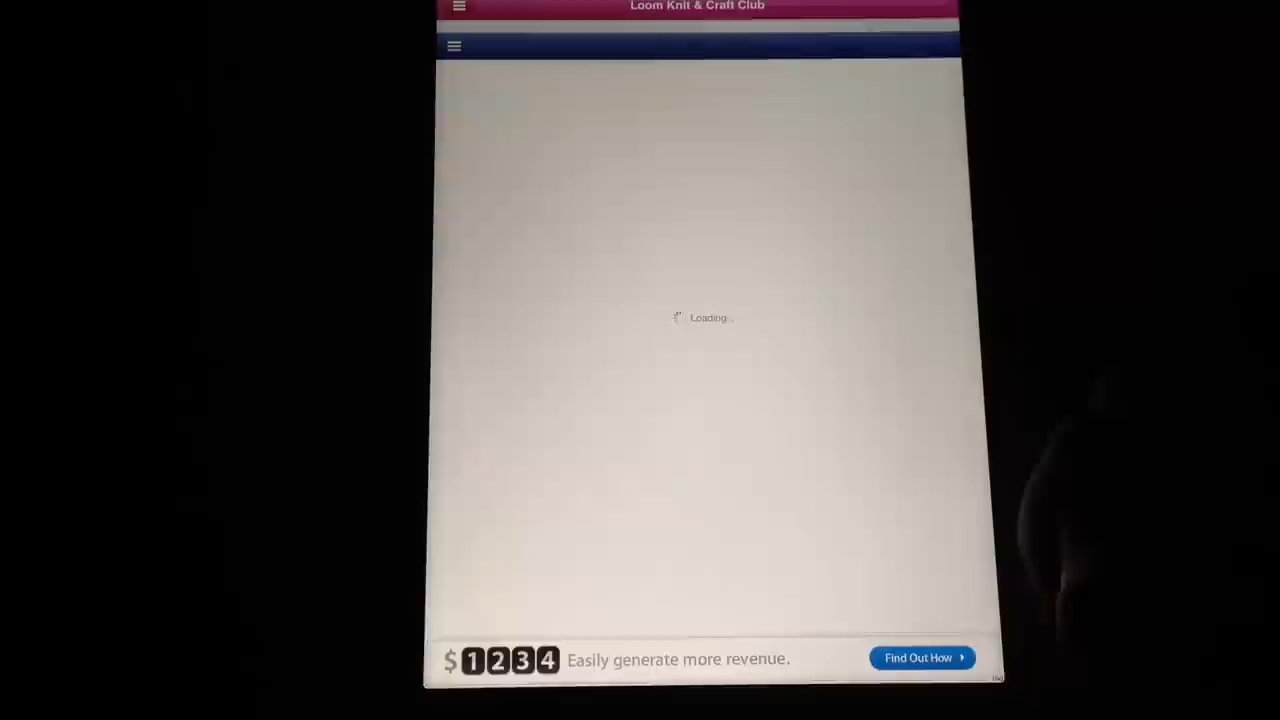 Loom Knit & Craft Club
Loading...
$1234 Easily generate more revenue.
Find Out How